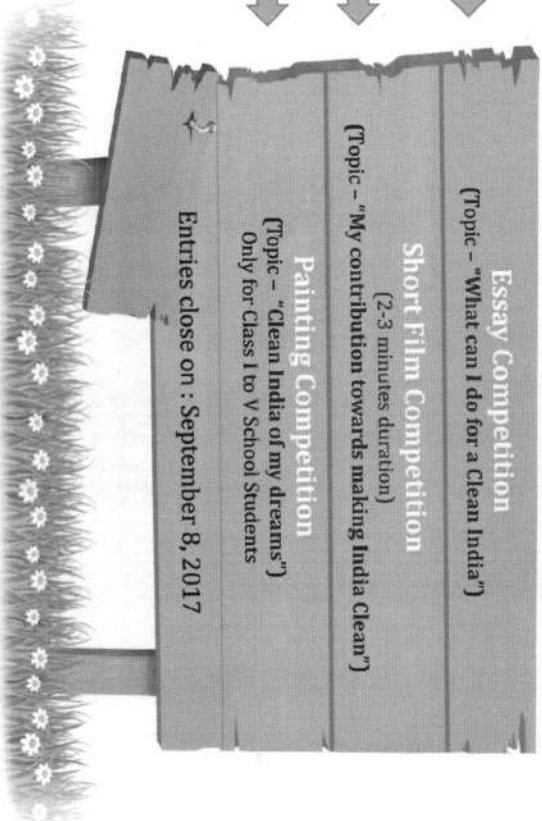 Essay Competition
(Topic – "What can I do for a Clean India")
Short Film Competition
(2-3 minutes duration)
(Topic – "My contribution towards making India Clean")
Painting Competition
(Topic – "Clean India of my dreams")
Only for Class I to V School Students
Entries close on : September 8, 2017